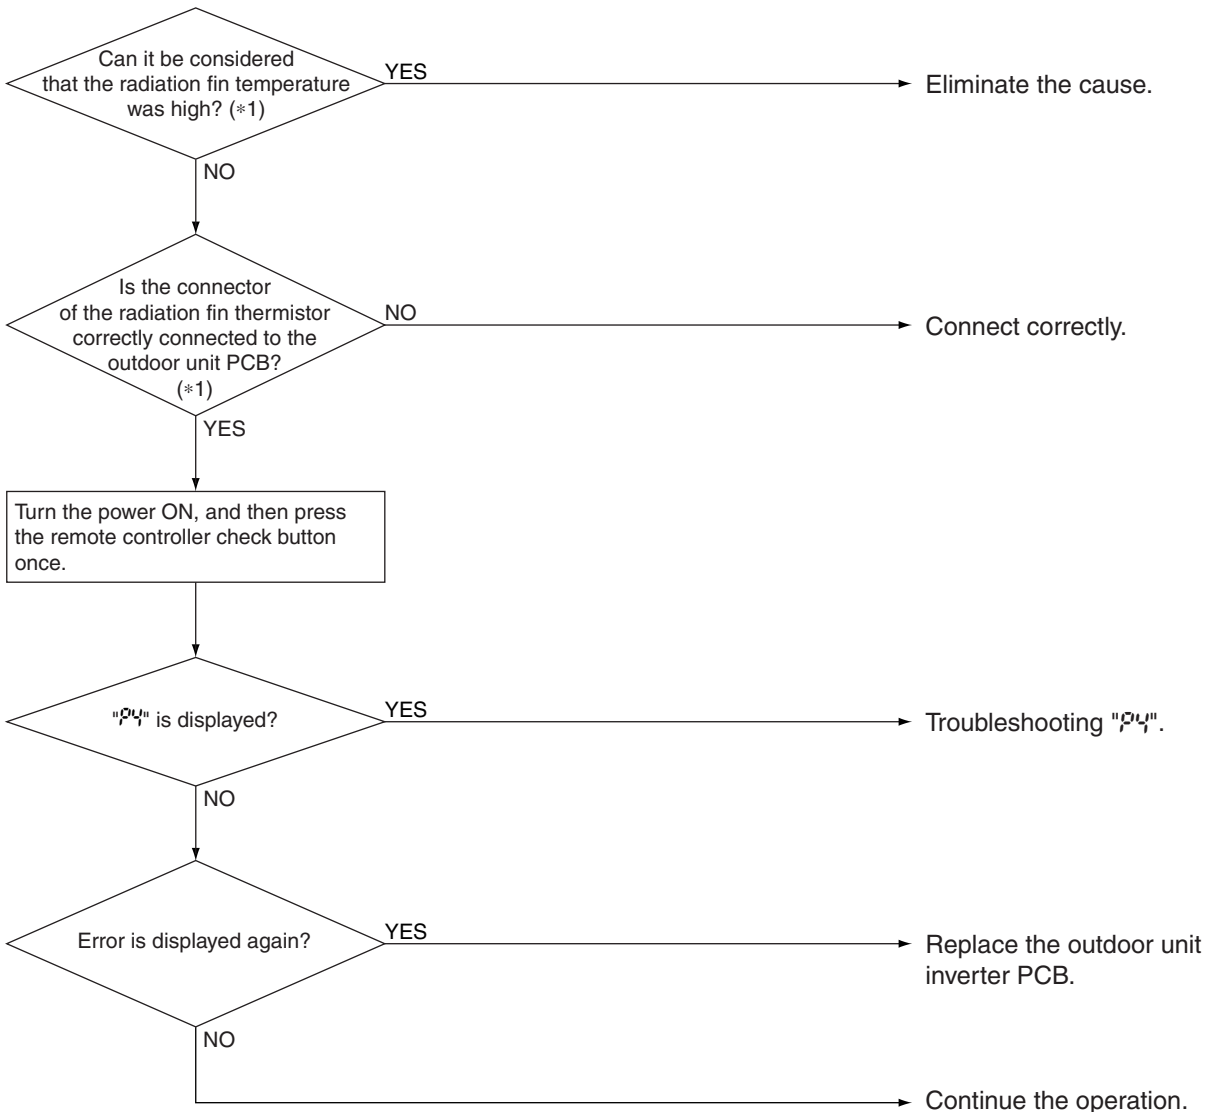 Can it be considered
that the radiation fin temperature
was high? (*1)
YES
Eliminate the cause.
NO
Is the connector
of the radiation fin thermistor
correctly connected to the
outdoor unit PCB?
(*1)
NO
Connect correctly.
YES
Turn the power ON, and then press
the remote controller check button
once.
"P4" is displayed?
YES
Troubleshooting "P4".
NO
Error is displayed again?
YES
Replace the outdoor unit
inverter PCB.
NO
Continue the operation.